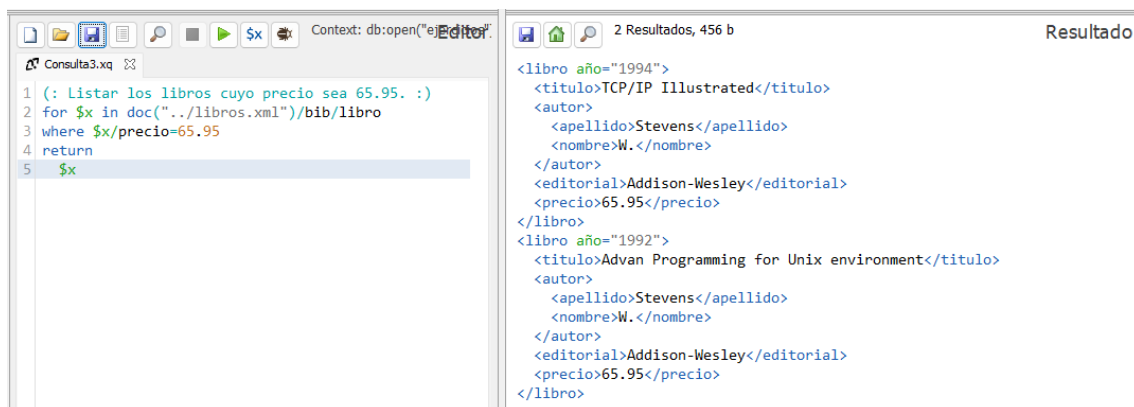 $x
Context: db:open("ejercicios".
Editor
Consulta3.xq
1 (: Listar los libros cuyo precio sea 65.95. :)
2 for $x in doc("../libros.xml")/bib/libro
3 where $x/precio=65.95
4 return
5 $x
2 Resultados, 456 b
Resultado
<libro año="1994">
<titulo>TCP/IP Illustrated</titulo>
<autor>
<apellido>Stevens</apellido>
<nombre>W.</nombre>
</autor>
<editorial>Addison-Wesley</editorial>
<precio>65.95</precio>
</libro>
<libro año="1992">
<titulo>Advan Programming for Unix environment</titulo>
<autor>
<apellido>Stevens</apellido>
<nombre>W.</nombre>
</autor>
<editorial>Addison-Wesley</editorial>
<precio>65.95</precio>
</libro>